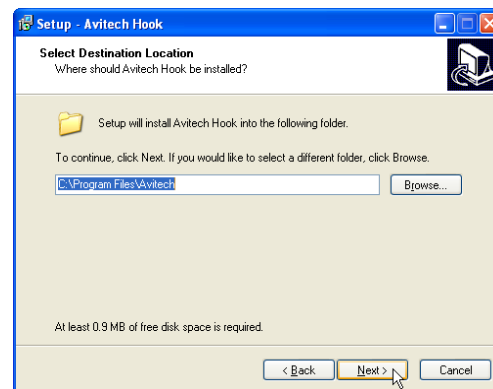 Setup - Avitech Hook
Select Destination Location
Where should Avitech Hook be installed?
Setup will install Avitech Hook into the following folder.
To continue, click Next. If you would like to select a different folder, click Browse.
C:\Program Files\Avitech
Browse...
At least 0.9 MB of free disk space is required.
< Back
Next >
Cancel